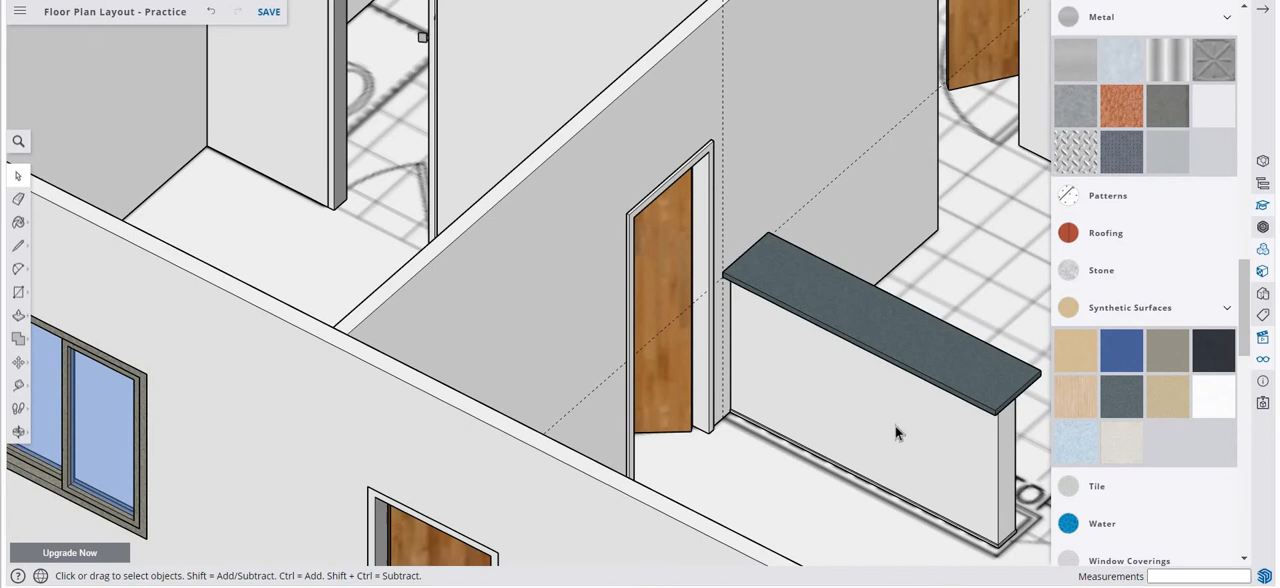 Floor Plan Layout - Practice
SAVE
Metal
Patterns
Roofing
Stone
Synthetic Surfaces
Tile
Water
Window Coverings
Upgrade Now
Click or drag to select objects. Shift = Add/Subtract. Ctrl = Add. Shift + Ctrl = Subtract.
Measurements